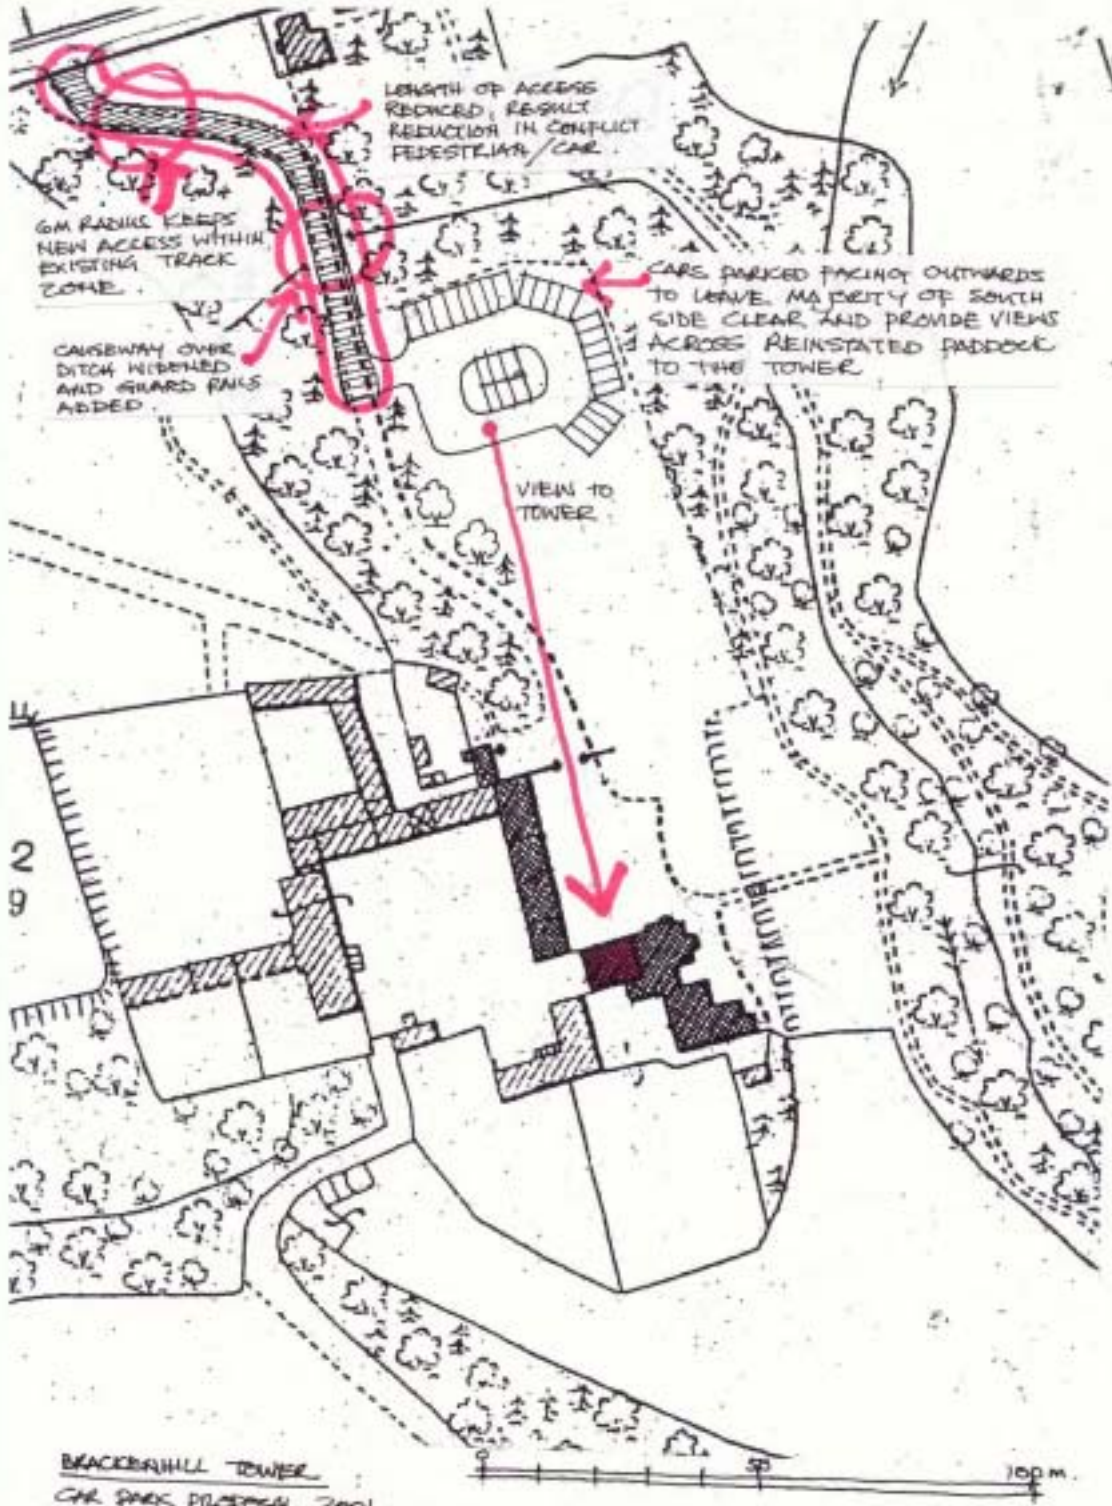 LENGTH OF ACCESS
REDUCED, RESULT
REDUCTION IN CONFLICT
PEDESTRIAN/CAR.
6M RADIUS KEEPS
NEW ACCESS WITHIN
EXISTING TRACK
ZONE.
CARS PARKED FACING OUTWARDS
TO LEAVE MAJORITY OF SOUTH
SIDE CLEAR AND PROVIDE VIEWS
ACROSS REINSTATED PADDOCK
TO THE TOWER
CAUSEWAY OVER
DITCH WIDENED
AND GUARD RAILS
ADDED.
VIEW TO
TOWER.
2
9
BRACKENHILL TOWER
CAR PARK PROPOSAL 2001
0 50 100 m.